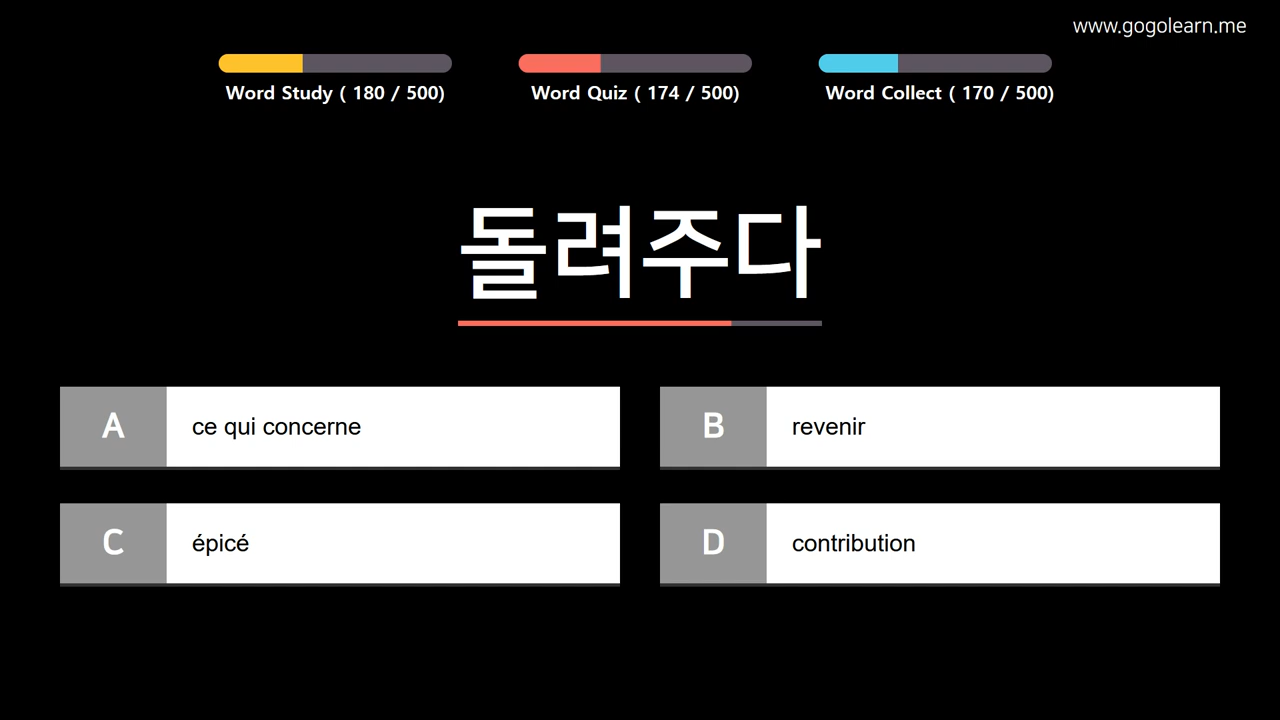 www.gogolearn.me
Word Study ( 180 / 500)
Word Quiz ( 174 / 500)
Word Collect ( 170 / 500)
돌려주다
A
ce qui concerne
B
revenir
C
épicé
D
contribution